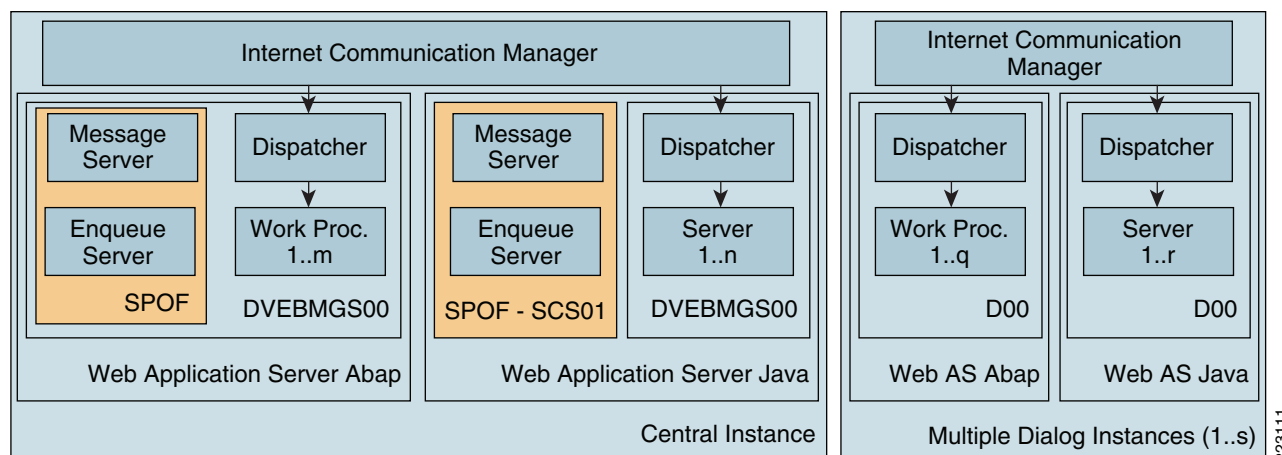 Internet Communication Manager
Message
Server
Dispatcher
Enqueue
Server
Work Proc.
1..m
SPOF
DVEBMGS00
Web Application Server Abap
Message
Server
Dispatcher
Enqueue
Server
Server
1..n
SPOF - SCS01
DVEBMGS00
Web Application Server Java
Central Instance
Internet Communication
Manager
Dispatcher
Work Proc.
1..q
D00
Web AS Abap
Dispatcher
Server
1..r
D00
Web AS Java
Multiple Dialog Instances (1..s)